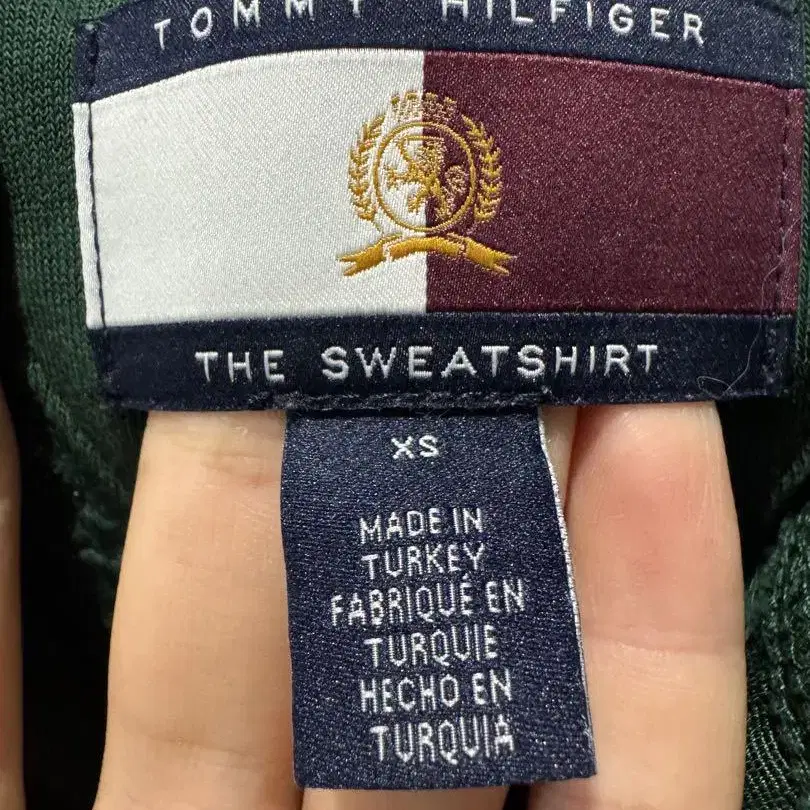 TOMMY HILFIGER
THE SWEATSHIRT
XS
MADE IN
TURKEY
FABRIQUÉ EN
TURQUIE
HECHO EN
TURQUIA